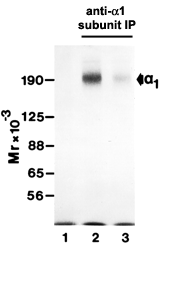 anti-α1
subunit IP
Mr×10⁻³
190
125
88
65
56
α₁
1 2 3